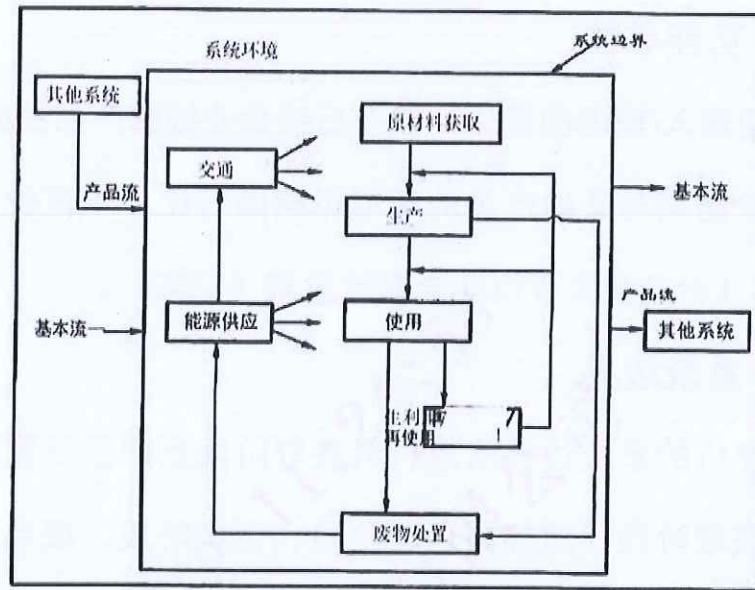 系统环境
系统边界
其他系统
原材料获取
交通
产品流
基本流
生产
产品流
能源供应
使用
基本流
其他系统
再使用
废物处置